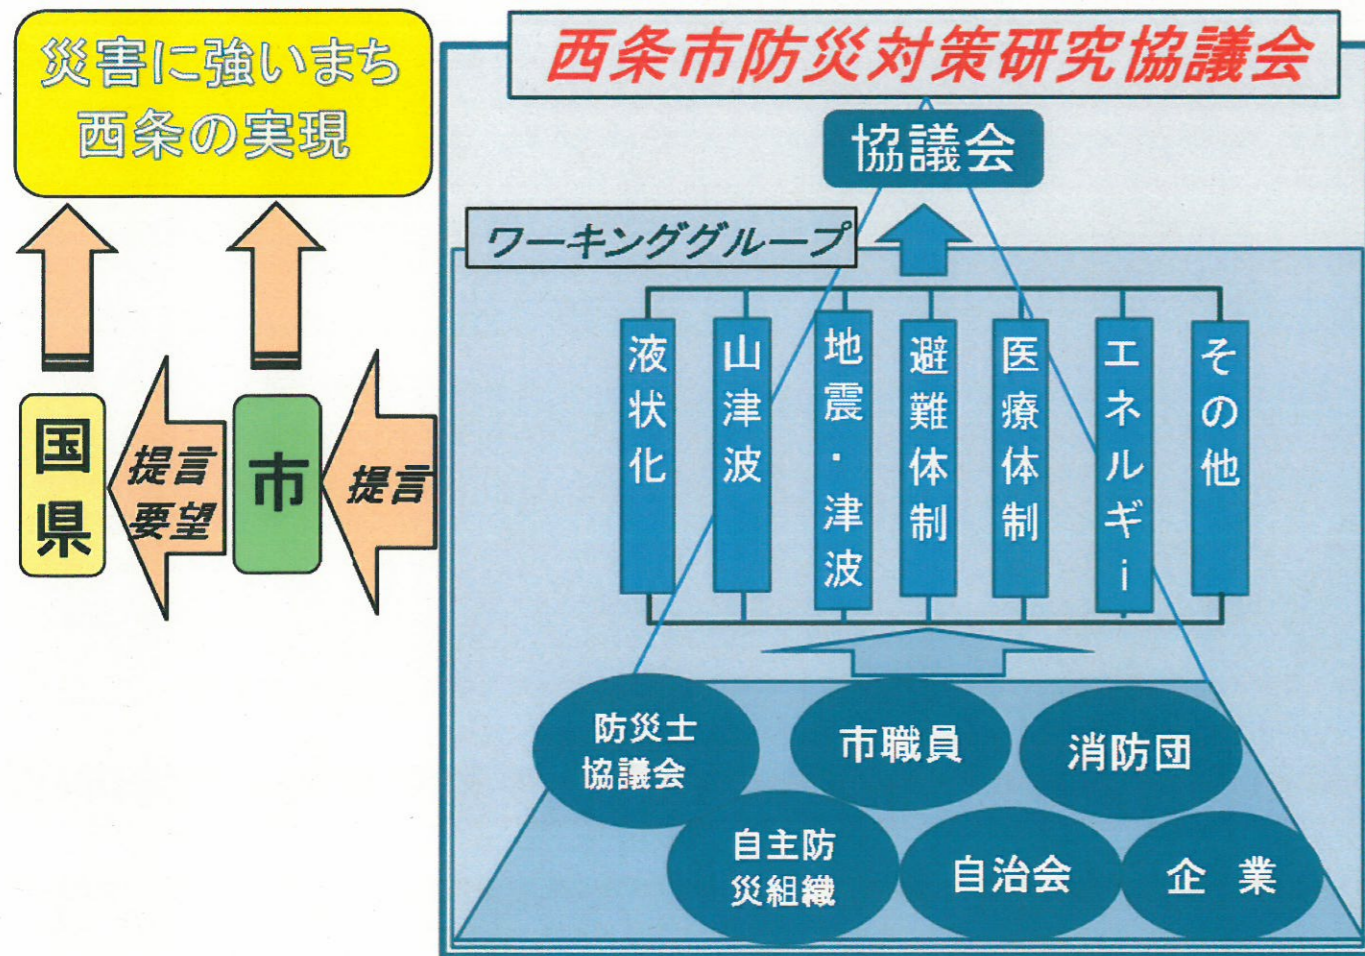 災害に強いまち
西条の実現
西条市防災対策研究協議会
協議会
ワーキンググループ
液状化
山津波
地震・津波
避難体制
医療体制
エネルギi
その他
国県
提言
要望
市
提言
防災士
協議会
市職員
消防団
自主防
災組織
自治会
企業